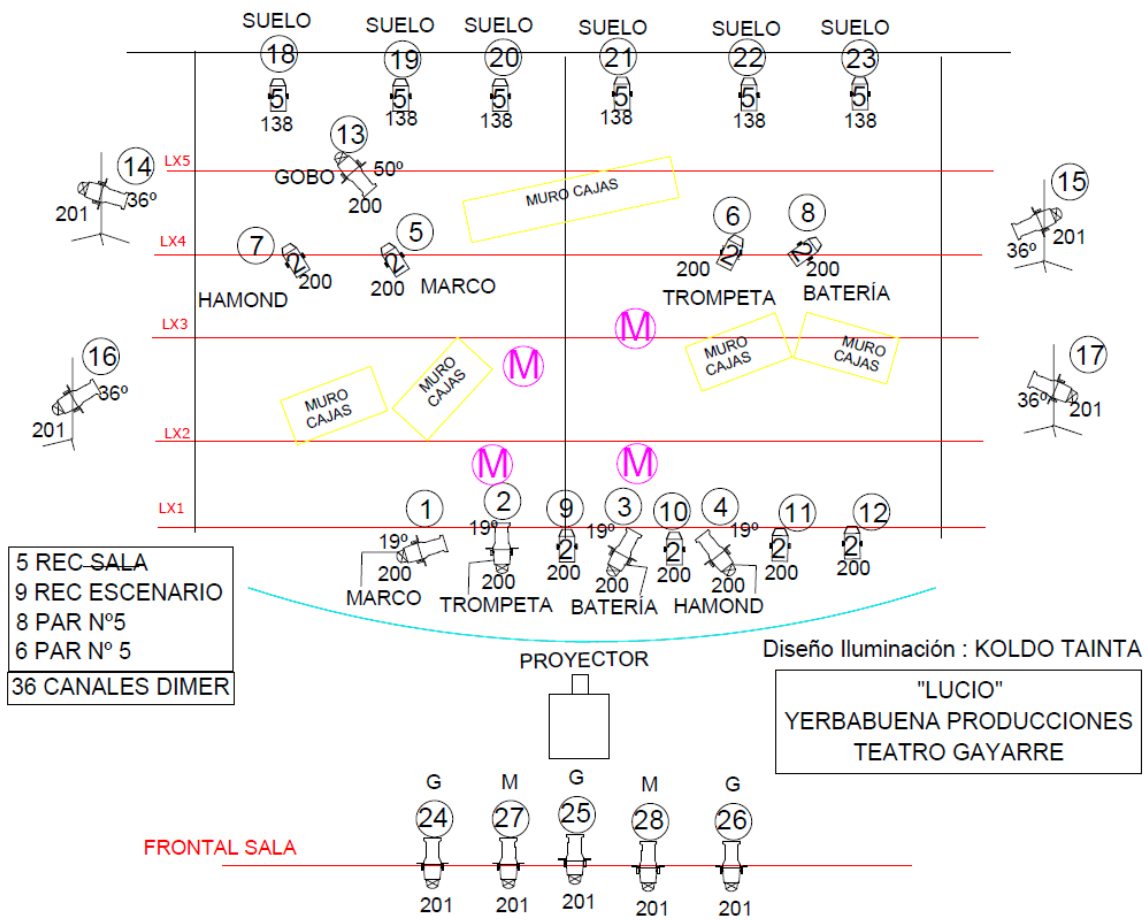 SUELO SUELO SUELO SUELO SUELO SUELO
18 19 20 21 22 23
5 5 5 5 5 5
138 138 138 138 138 138
13
14 LX5 GOBO 50º 15
MURO CAJAS
36º 200
201 201
36º
7 LX4 5 6 8
2 2 2 2
200 200 200 200
HAMOND MARCO TROMPETA BATERÍA
LX3 M
16 M MURO CAJAS MURO CAJAS 17
36º MURO CAJAS 36º
201 MURO CAJAS 201
LX2
M M
LX1 1 2 9 3 10 4 11 12
19º 19º 19º 19º
2 2 2 2
200 200 200 200 200 200 200 200
MARCO TROMPETA BATERÍA HAMOND
5 REC SALA
9 REC ESCENARIO
8 PAR Nº5
6 PAR Nº 5
36 CANALES DIMER
PROYECTOR
Diseño Iluminación : KOLDO TAINTA
"LUCIO"
YERBABUENA PRODUCCIONES
TEATRO GAYARRE
G M G M G
24 27 25 28 26
FRONTAL SALA
201 201 201 201 201